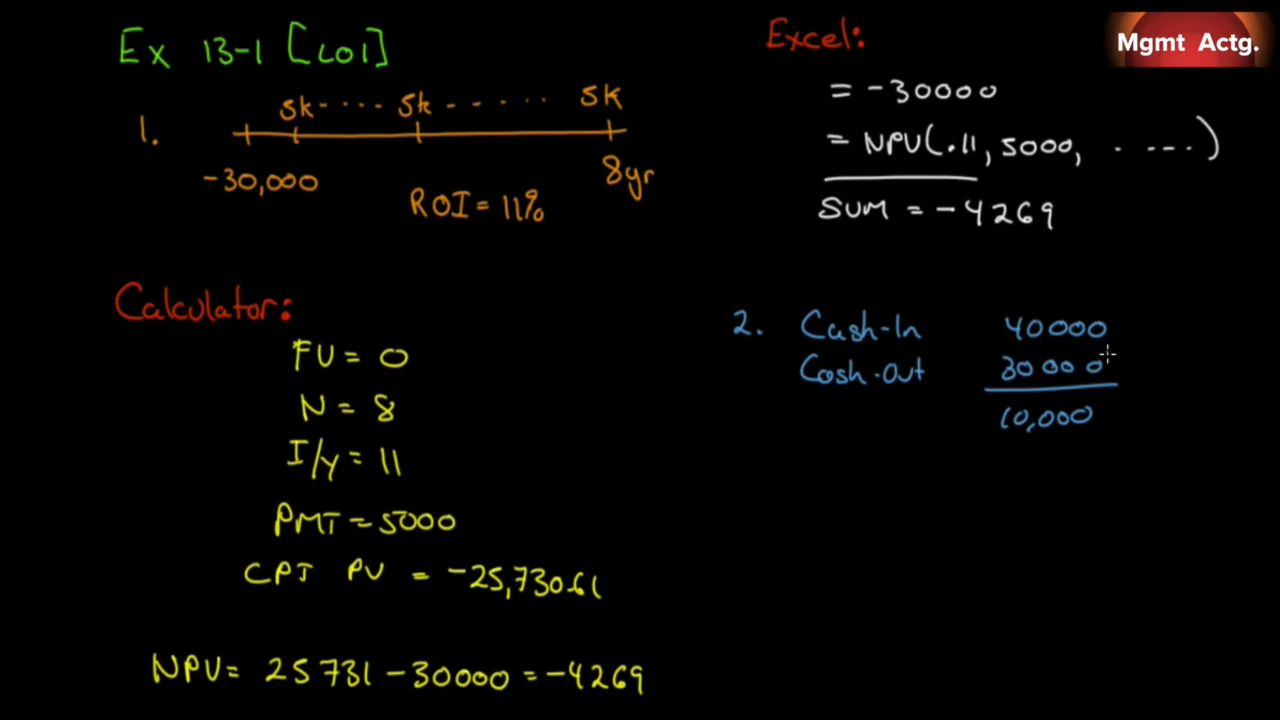 Ex 13-1 [LO1]
1.
5k - · · · 5k - - - - · · 5k
-30,000
8yr
ROI = 11%
Calculator:
FV = 0
N = 8
I/y = 11
PMT = 5000
CPT PV = -25,730.61
NPV = 25 731 - 30000 = -4269
Mgmt Actg.
Excel:
= -30000
= NPV(.11, 5000, · - - - · )
SUM = -4269
2. Cash-In 40000
Cash-Out 30000
10,000